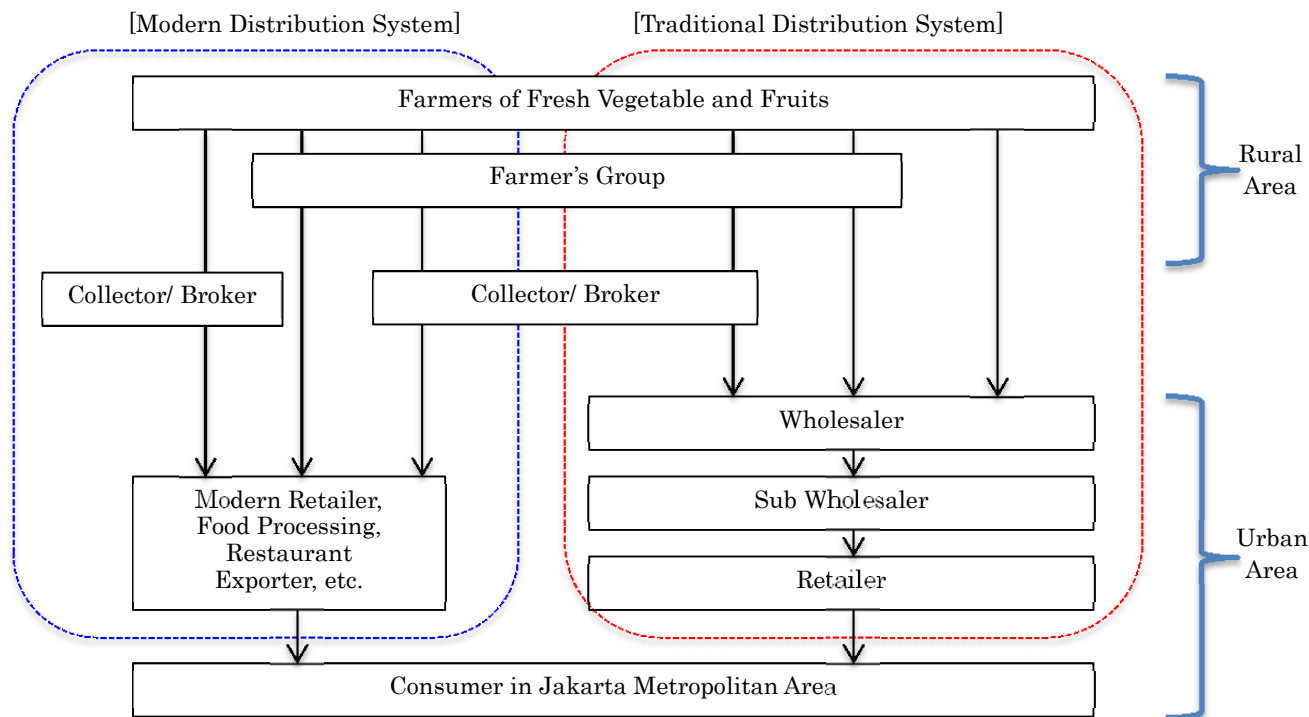 [Modern Distribution System]
[Traditional Distribution System]
Farmers of Fresh Vegetable and Fruits
Farmer’s Group
Rural
Area
Collector/ Broker
Collector/ Broker
Wholesaler
Modern Retailer,
Food Processing,
Restaurant
Exporter, etc.
Sub Wholesaler
Urban
Area
Retailer
Consumer in Jakarta Metropolitan Area